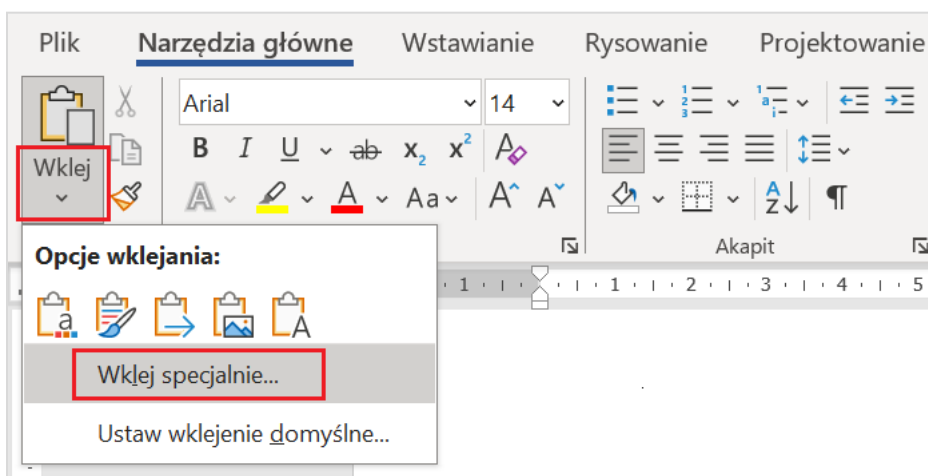 Plik Narzędzia główne Wstawianie Rysowanie Projektowanie
Arial 14
Wklej
B I U ab x₂ x² A
A A Aa A A A Z ¶
Opcje wklejania:
Akapit
1 1 2 3 4 5
a A
Wklej specjalnie...
Ustaw wklejenie domyślne...